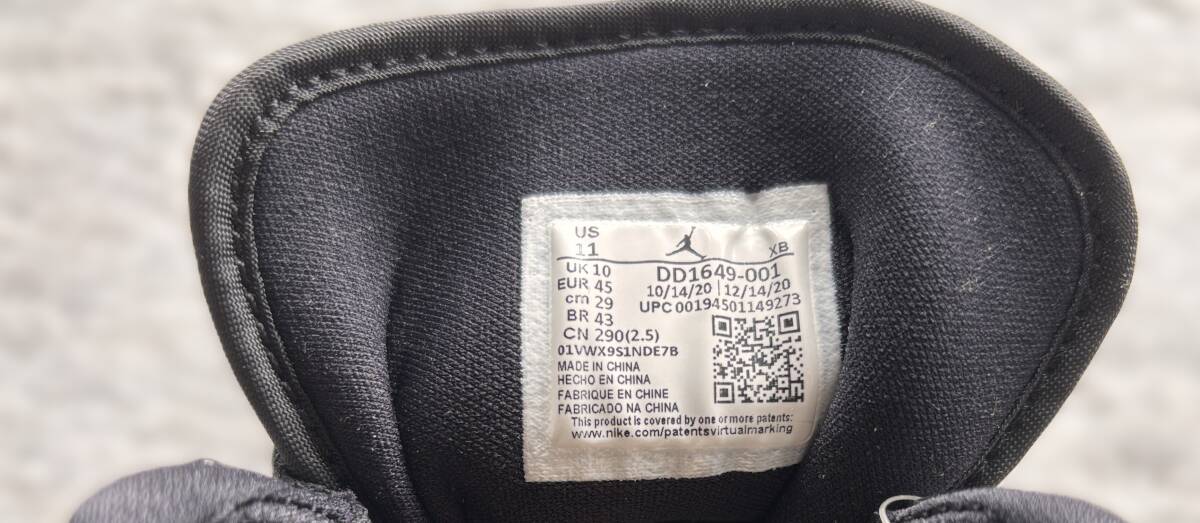 US
11 XB
UK 10 DD1649-001
EUR 45 10/14/20 | 12/14/20
cm 29 UPC 00194501149273
BR 43
CN 290(2.5)
01VWX9S1NDE7B
MADE IN CHINA
HECHO EN CHINA
FABRIQUE EN CHINE
FABRICADO NA CHINA
This product is covered by one or more patents:
www.nike.com/patentsvirtualmarking